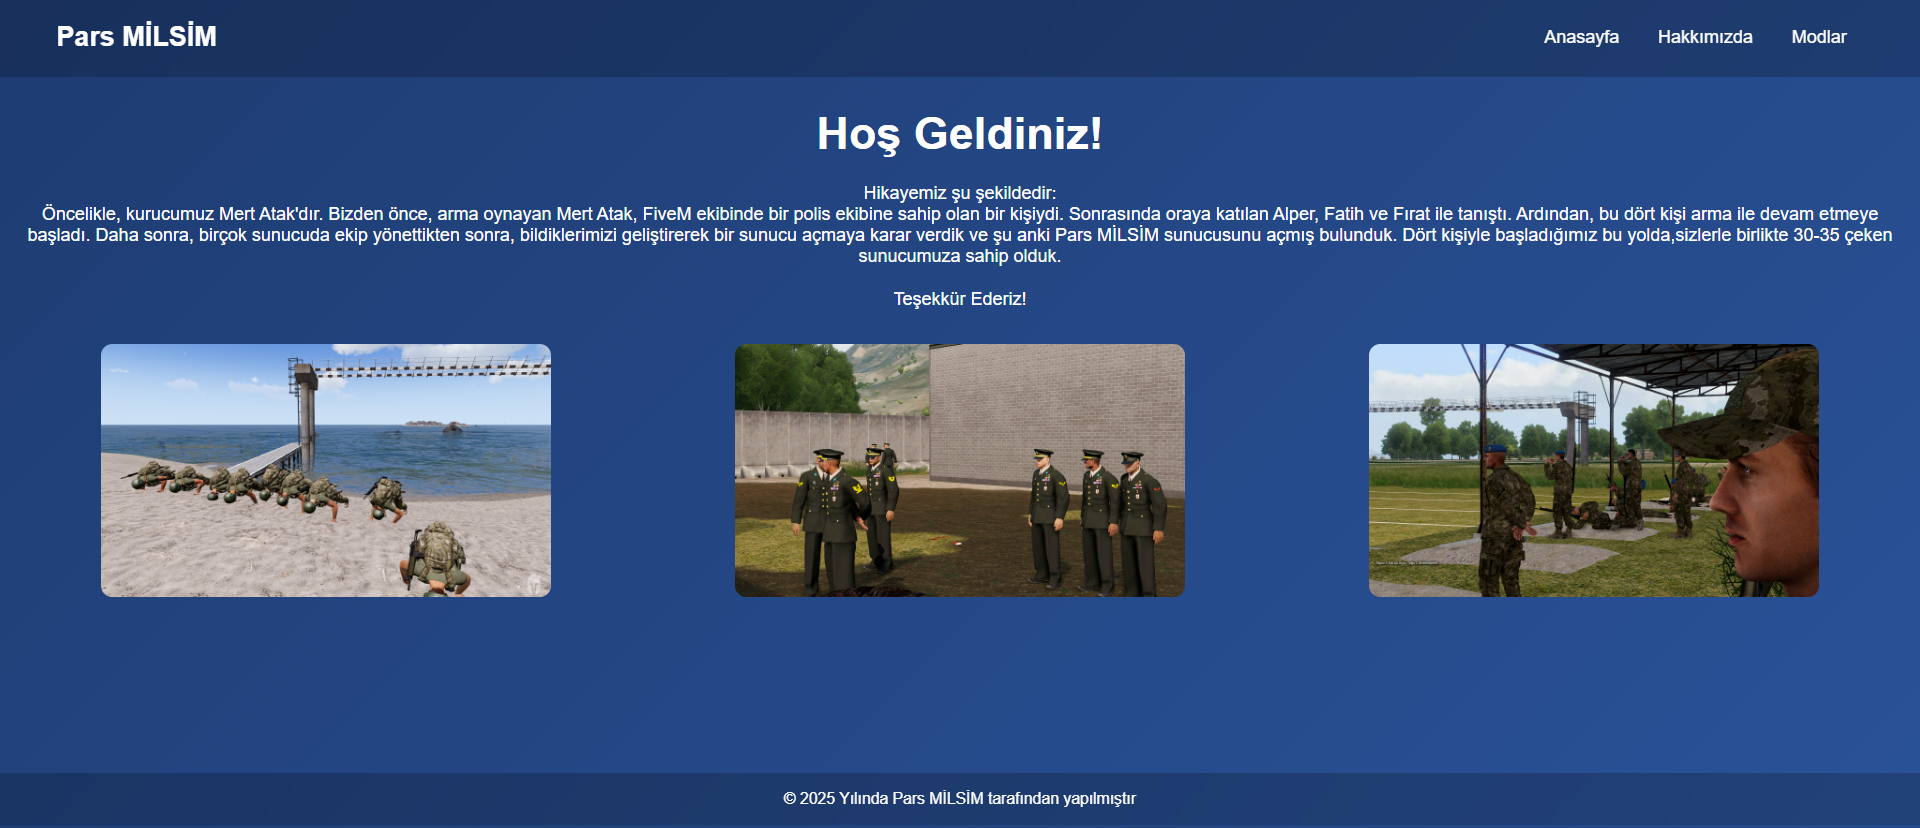 Pars MİLSİM
Anasayfa
Hakkımızda
Modlar
Hoş Geldiniz!
Hikayemiz şu şekildedir:
Öncelikle, kurucumuz Mert Atak'dır. Bizden önce, arma oynayan Mert Atak, FiveM ekibinde bir polis ekibine sahip olan bir kişiydi. Sonrasında oraya katılan Alper, Fatih ve Fırat ile tanıştı. Ardından, bu dört kişi arma ile devam etmeye
başladı. Daha sonra, birçok sunucuda ekip yönettikten sonra, bildiklerimizi geliştirerek bir sunucu açmaya karar verdik ve şu anki Pars MİLSİM sunucusunu açmış bulunduk. Dört kişiyle başladığımız bu yolda,sizlerle birlikte 30-35 çeken
sunucumuza sahip olduk.
Teşekkür Ederiz!
© 2025 Yılında Pars MİLSİM tarafından yapılmıştır